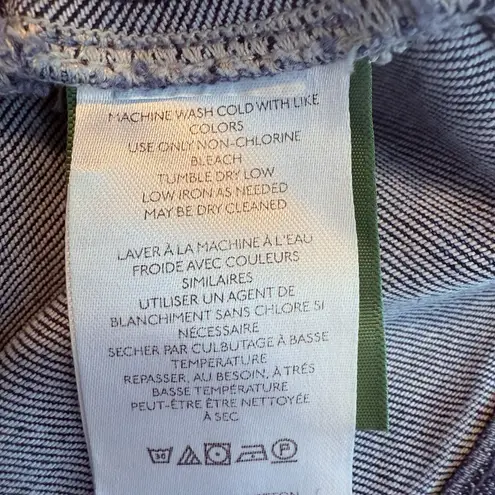 MACHINE WASH COLD WITH LIKE
COLORS
USE ONLY NON-CHLORINE
BLEACH
TUMBLE DRY LOW
LOW IRON AS NEEDED
MAY BE DRY CLEANED
LAVER À LA MACHINE À L'EAU
FROIDE AVEC COULEURS
SIMILAIRES
UTILISER UN AGENT DE
BLANCHIMENT SANS CHLORE SI
NÉCESSAIRE
SECHER PAR CULBUTAGE À BASSE
TEMPÉRATURE
REPASSER, AU BESOIN, À TRÉS
BASSE TEMPÉRATURE
PEUT-ÊTRE ÊTRE NETTOYÉE
À SEC
30 P